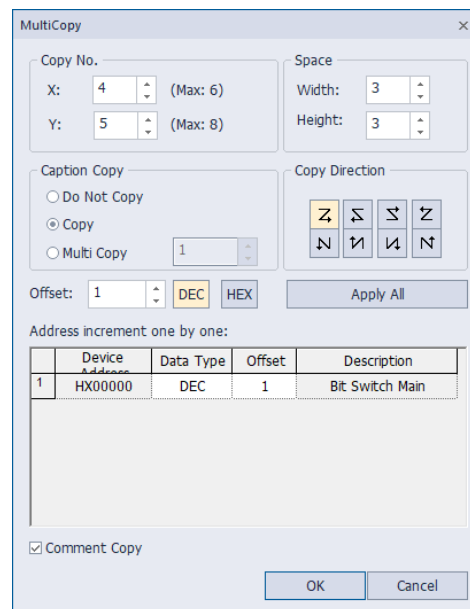 MultiCopy
Copy No.
X: 4 (Max: 6)
Y: 5 (Max: 8)
Space
Width: 3
Height: 3
Caption Copy
Do Not Copy
Copy
Multi Copy 1
Copy Direction
Offset: 1 DEC HEX Apply All
Address increment one by one:
Device Address Data Type Offset Description
1 HX00000 DEC 1 Bit Switch Main
Comment Copy
OK Cancel